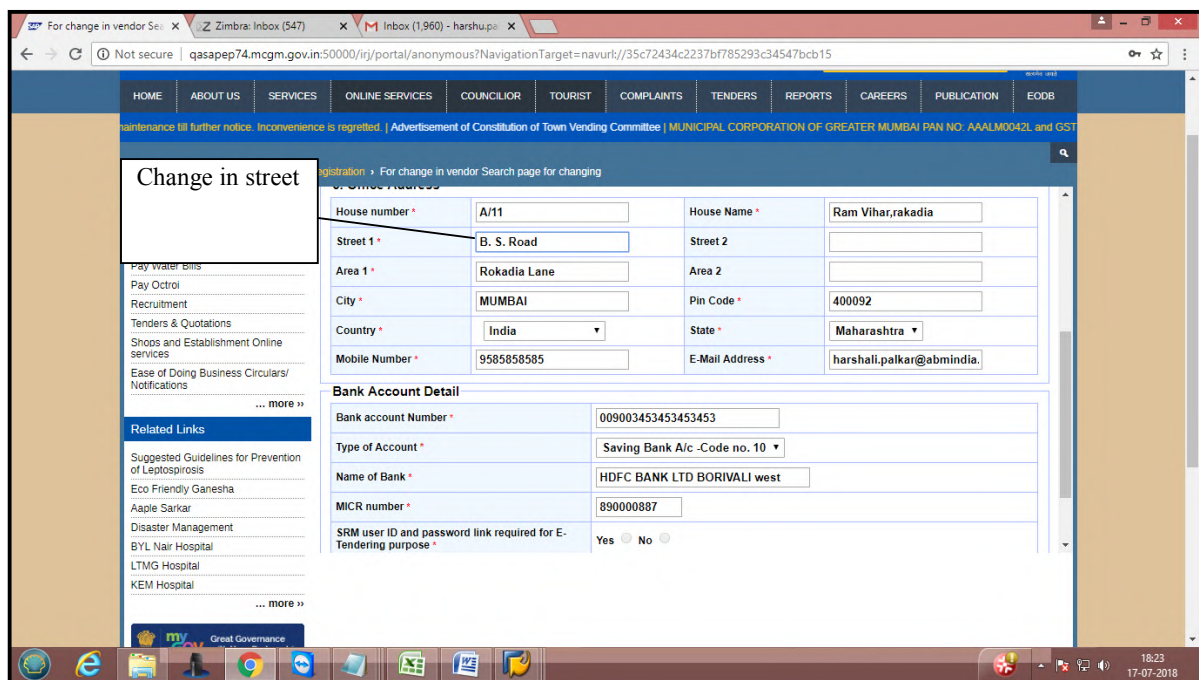 For change in vendor Sea
Zimbra: Inbox (547)
Inbox (1,960) - harshu.pa
Not secure | qasapep74.mcgm.gov.in:50000/irj/portal/anonymous?NavigationTarget=navurl://35c72434c2237bf785293c34547bcb15
HOME ABOUT US SERVICES ONLINE SERVICES COUNCILIOR TOURIST COMPLAINTS TENDERS REPORTS CAREERS PUBLICATION EODB
maintenance till further notice. Inconvenience is regretted. | Advertisement of Constitution of Town Vending Committee | MUNICIPAL CORPORATION OF GREATER MUMBAI PAN NO: AAALM0042L and GST
egistration › For change in vendor Search page for changing
Change in street
Office Address
House number * A/11 House Name * Ram Vihar,rakadia
Street 1 * B. S. Road Street 2
Area 1 * Rokadia Lane Area 2
City * MUMBAI Pin Code * 400092
Country * India State * Maharashtra
Mobile Number * 9585858585 E-Mail Address * harshali.palkar@abmindia.
Bank Account Detail
Bank account Number * 009003453453453453
Type of Account * Saving Bank A/c -Code no. 10
Name of Bank * HDFC BANK LTD BORIVALI west
MICR number * 890000887
SRM user ID and password link required for E-
Tendering purpose * Yes No
Pay Water Bills
Pay Octroi
Recruitment
Tenders & Quotations
Shops and Establishment Online
services
Ease of Doing Business Circulars/
Notifications
... more ››
Related Links
Suggested Guidelines for Prevention
of Leptospirosis
Eco Friendly Ganesha
Aaple Sarkar
Disaster Management
BYL Nair Hospital
LTMG Hospital
KEM Hospital
... more ››
my
Great Governance
18:23
17-07-2018